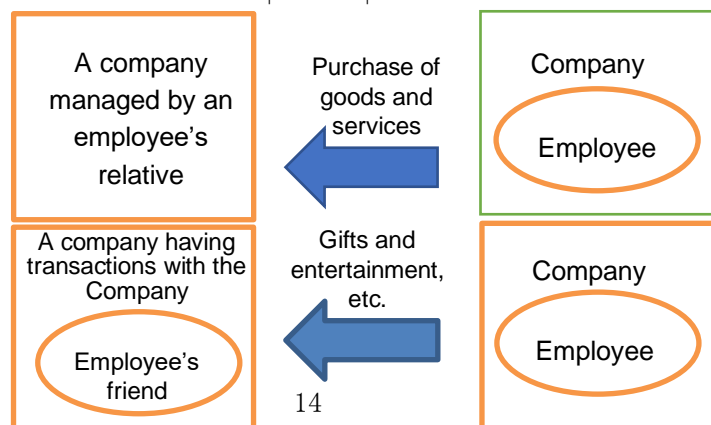 A company
managed by an
employee’s
relative
Purchase of
goods and
services
Company
Employee
A company having
transactions with the
Company
Employee’s
friend
Gifts and
entertainment,
etc.
Company
Employee
14